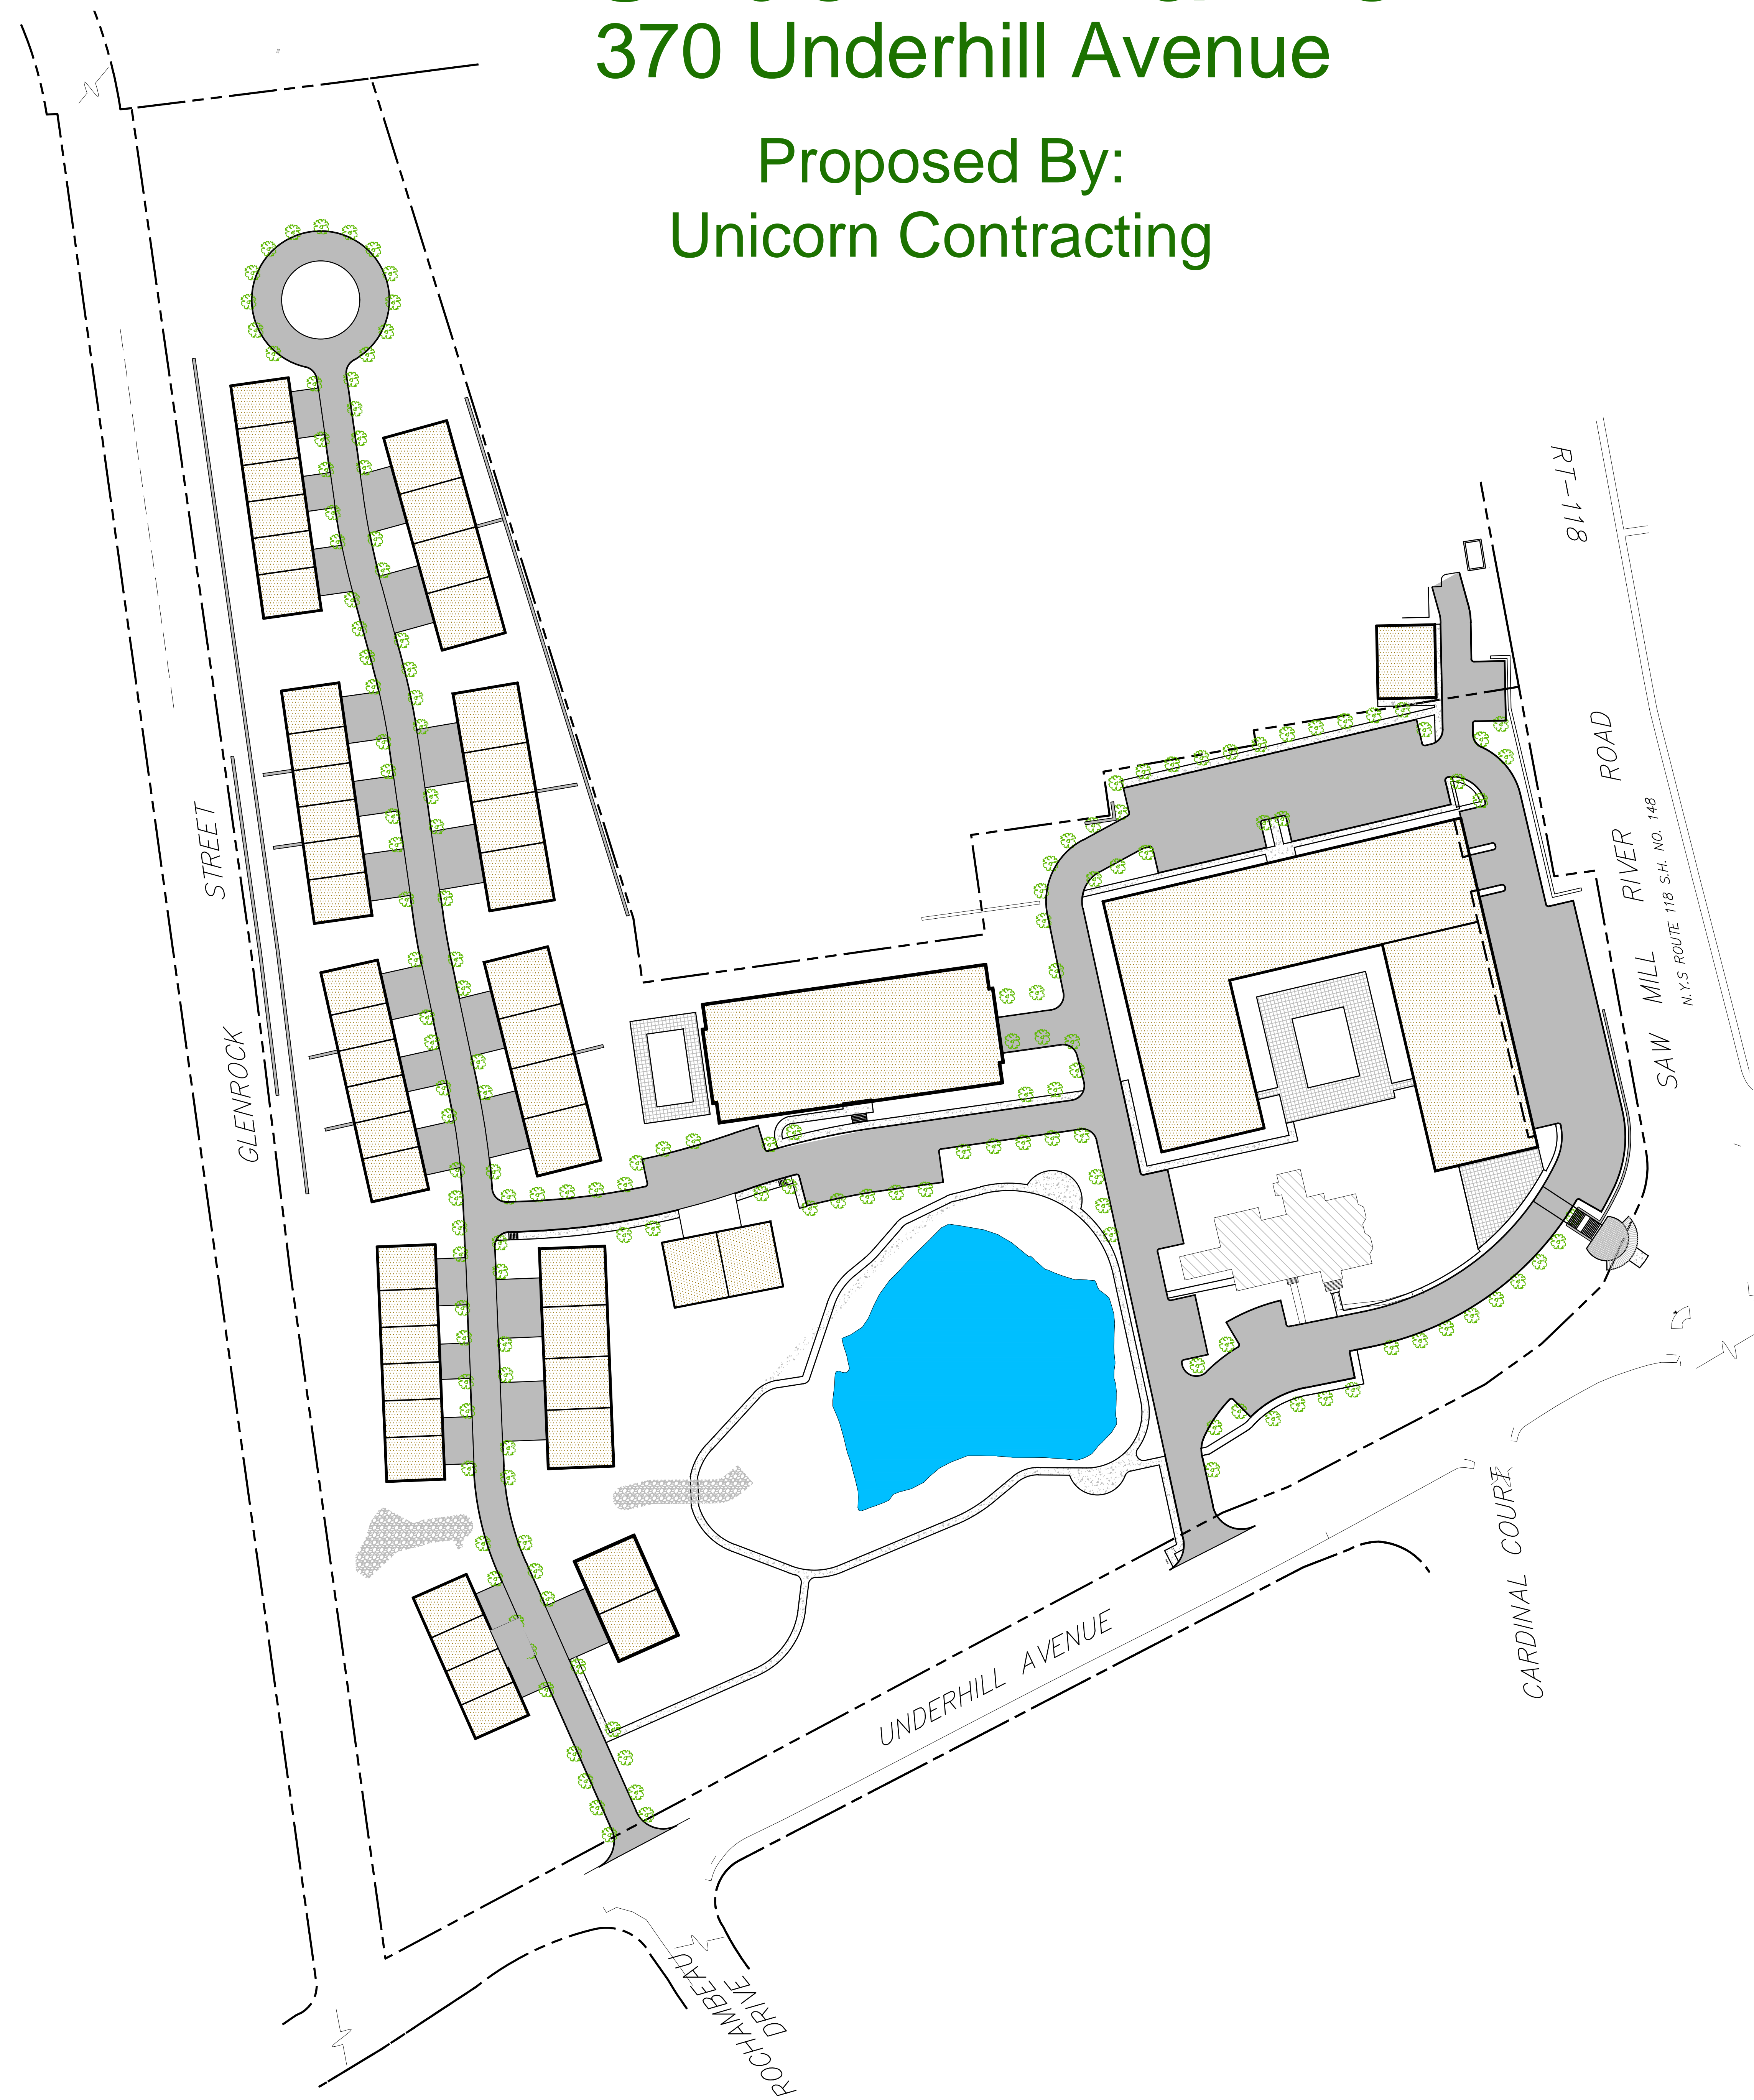 370 Underhill Avenue
Proposed By:
Unicorn Contracting
RT-118
SAW MILL RIVER ROAD
N.Y.S ROUTE 118 S.H. NO. 148
GLENROCK STREET
UNDERHILL AVENUE
CARDINAL COURT
ROCHAMBEAU
DRIVE